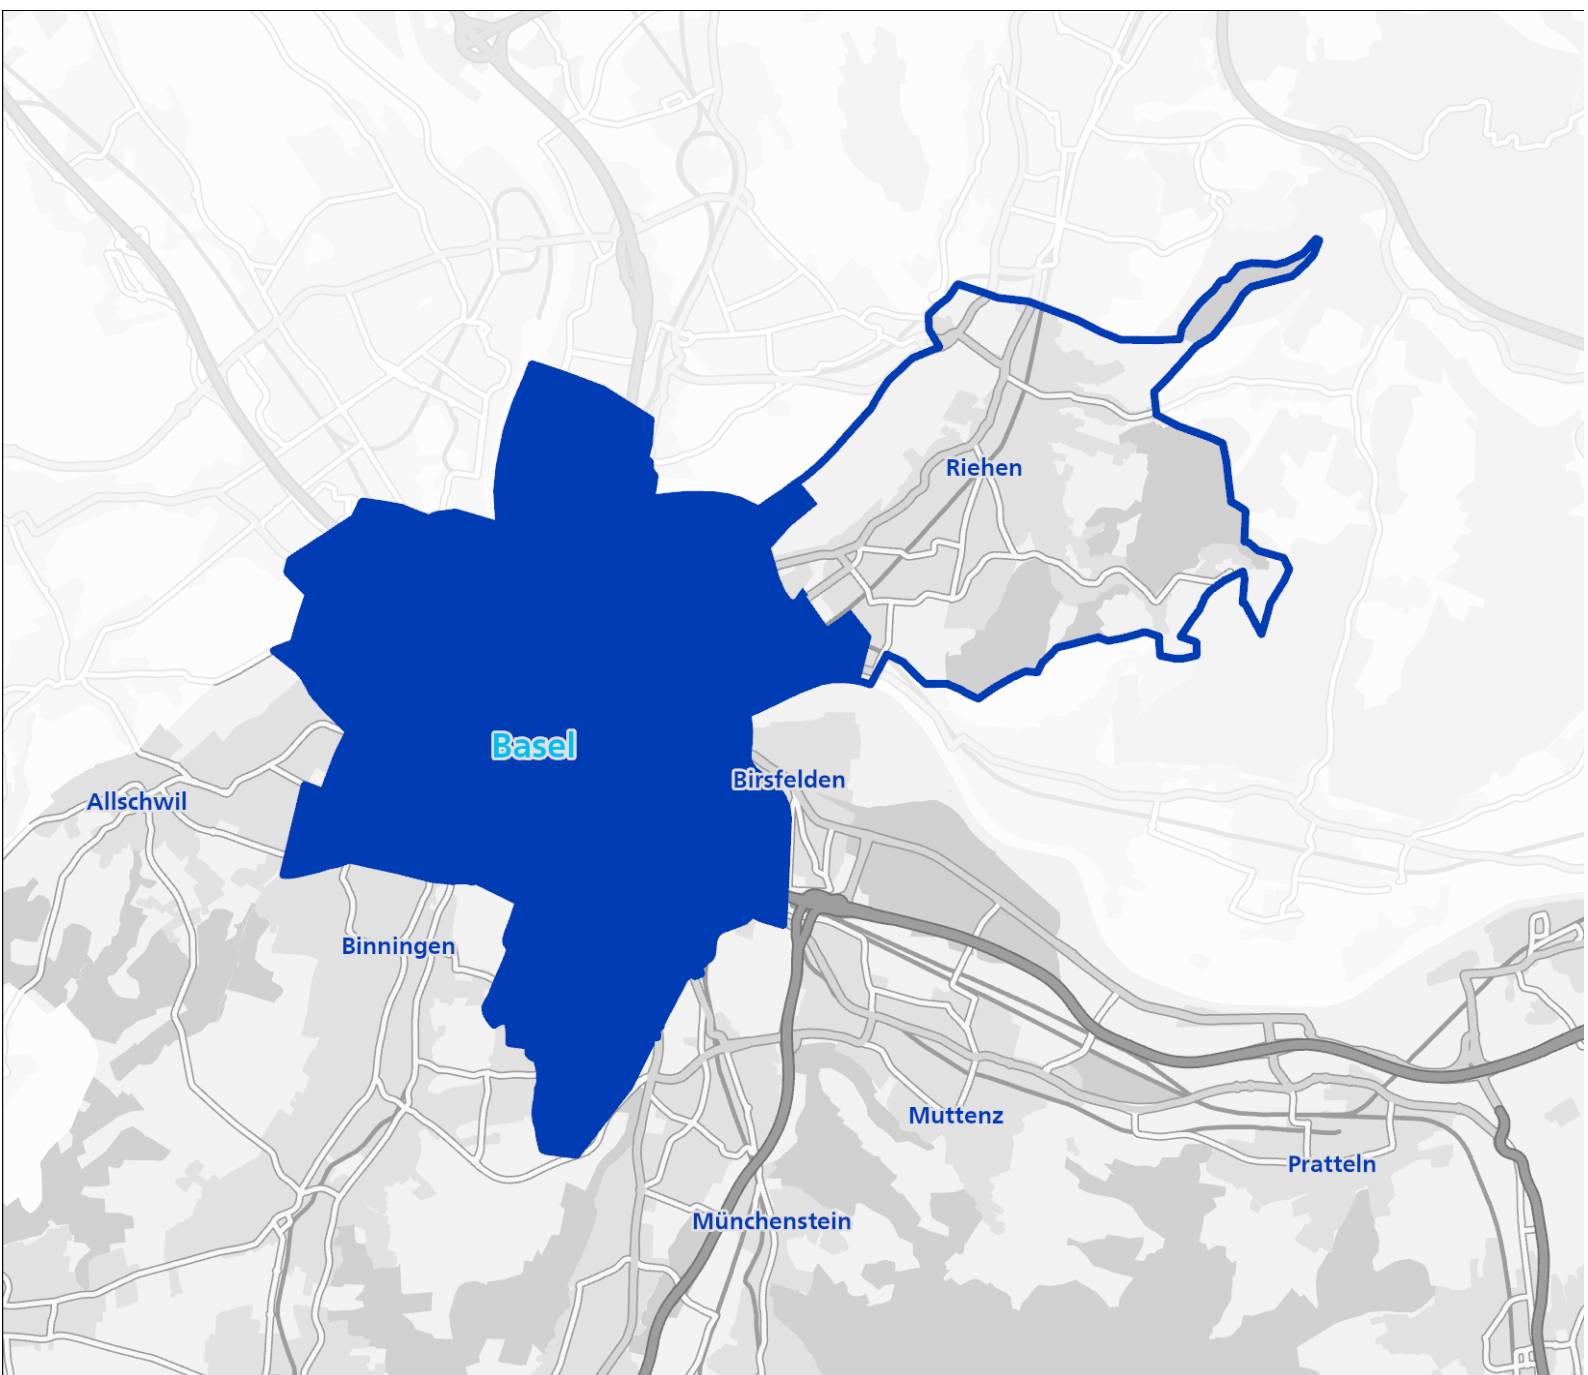 Riehen
Basel
Birsfelden
Allschwil
Binningen
Muttenz
Pratteln
Münchenstein